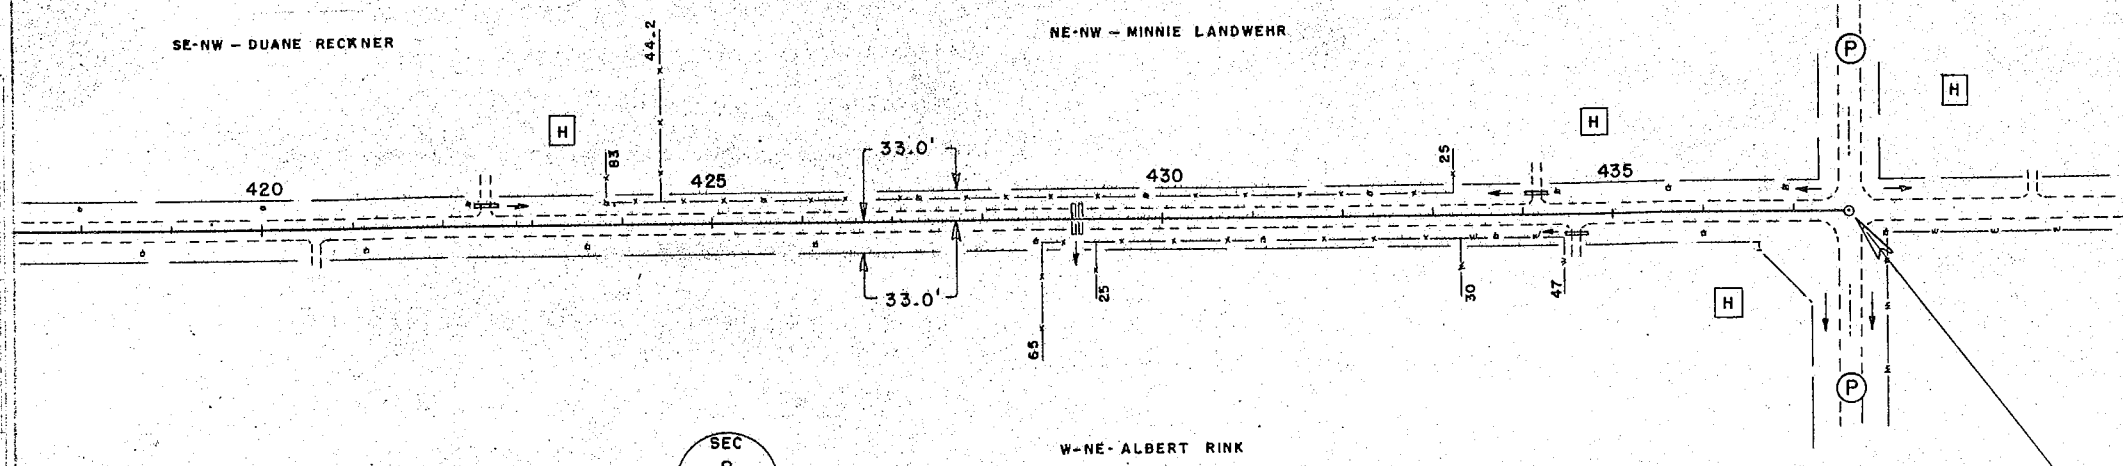 SE-NW – DUANE RECKNER
NE-NW – MINNIE LANDWEHR
44.2
P
H
H
H
33.0'
83
25
420
425
430
435
33.0'
65
25
30
47
H
P
SEC
W-NE- ALBERT RINK